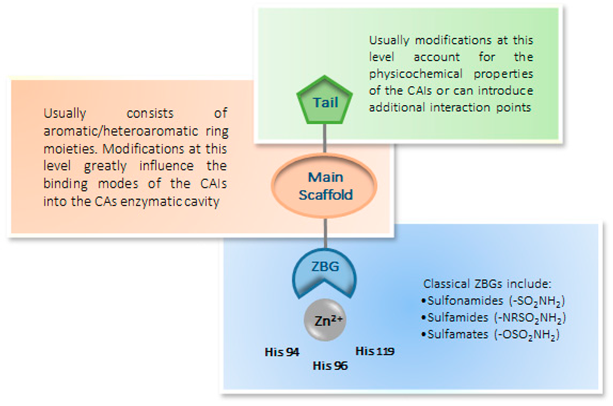 Usually modifications at this
level account for the
physicochemical properties
of the CAIs or can introduce
additional interaction points
Tail
Usually consists of
aromatic/heteroaromatic ring
moieties. Modifications at this
level greatly influence the
binding modes of the CAIs
into the CAs enzymatic cavity
Main
Scaffold
ZBG
Zn²⁺
His 94
His 96
His 119
Classical ZBGs include:
•Sulfonamides (-SO₂NH₂)
•Sulfamides (-NRSO₂NH₂)
•Sulfamates (-OSO₂NH₂)